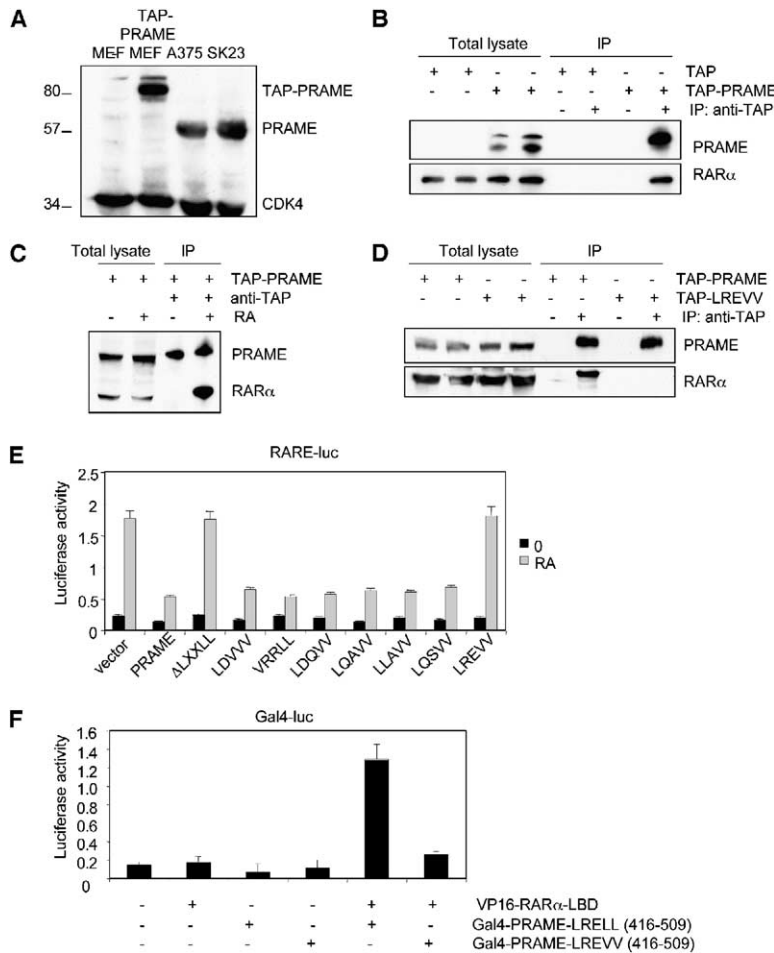 A
TAP-
PRAME
MEF MEF A375 SK23
80
57
34
TAP-PRAME
PRAME
CDK4
B
Total lysate IP
+ + - - + + - - TAP
- - + + - - + + TAP-PRAME
- + - + IP: anti-TAP
PRAME
RARα
C
Total lysate IP
+ + + + TAP-PRAME
+ + anti-TAP
- + - + RA
PRAME
RARα
D
Total lysate IP
+ + - - + + - - TAP-PRAME
- - + + - - + + TAP-LREVV
- + - + IP: anti-TAP
PRAME
RARα
E
RARE-luc
Luciferase activity
2.5
2
1.5
1
0.5
0
0
RA
vector PRAME ΔLXXLL LDVVV VRRLL LDQVV LQAVV LLAVV LQSVV LREVV
F
Gal4-luc
Luciferase activity
1.6
1.4
1.2
1.0
0.8
0.6
0.4
0.2
0
- + - - + + VP16-RARα-LBD
- - + - + - Gal4-PRAME-LRELL (416-509)
- - - + - + Gal4-PRAME-LREVV (416-509)